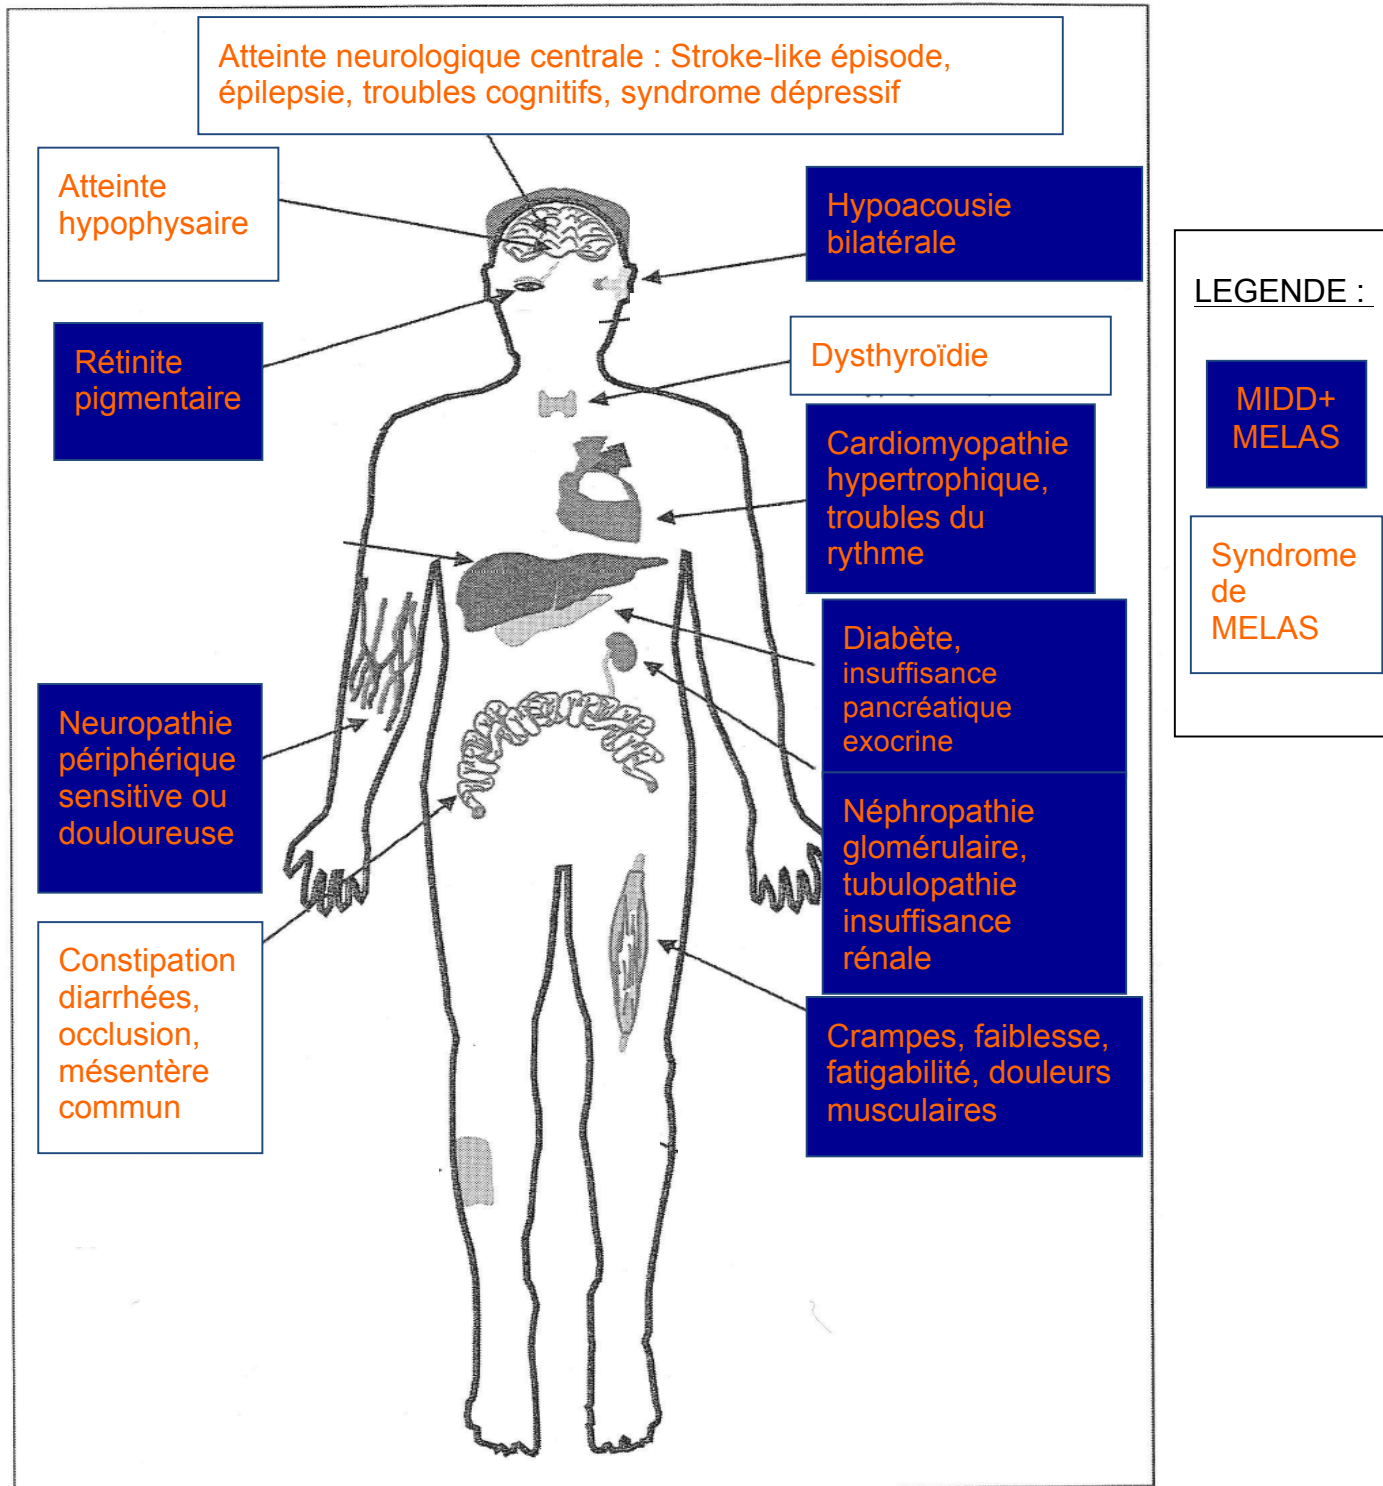 Atteinte neurologique centrale : Stroke-like épisode,
épilepsie, troubles cognitifs, syndrome dépressif
Atteinte
hypophysaire
Hypoacousie
bilatérale
Rétinite
pigmentaire
Dysthyroïdie
Cardiomyopathie
hypertrophique,
troubles du
rythme
Diabète,
insuffisance
pancréatique
exocrine
Neuropathie
périphérique
sensitive ou
douloureuse
Néphropathie
glomérulaire,
tubulopathie
insuffisance
rénale
Constipation
diarrhées,
occlusion,
mésentère
commun
Crampes, faiblesse,
fatigabilité, douleurs
musculaires
LEGENDE :
MIDD+
MELAS
Syndrome
de
MELAS